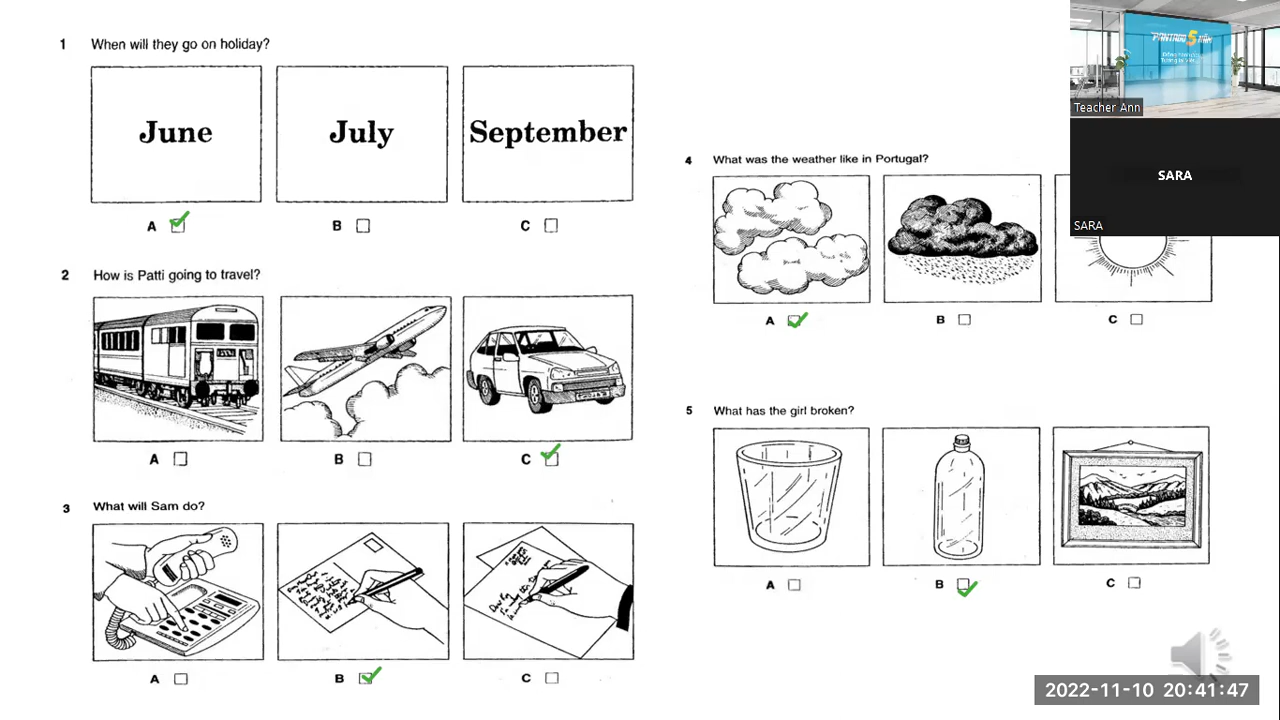 1 When will they go on holiday?
June
July
September
A
B
C
2 How is Patti going to travel?
A
B
C
3 What will Sam do?
A
B
C
4 What was the weather like in Portugal?
A
B
C
5 What has the girl broken?
A
B
C
Teacher Ann
SARA
SARA
2022-11-10 20:41:47